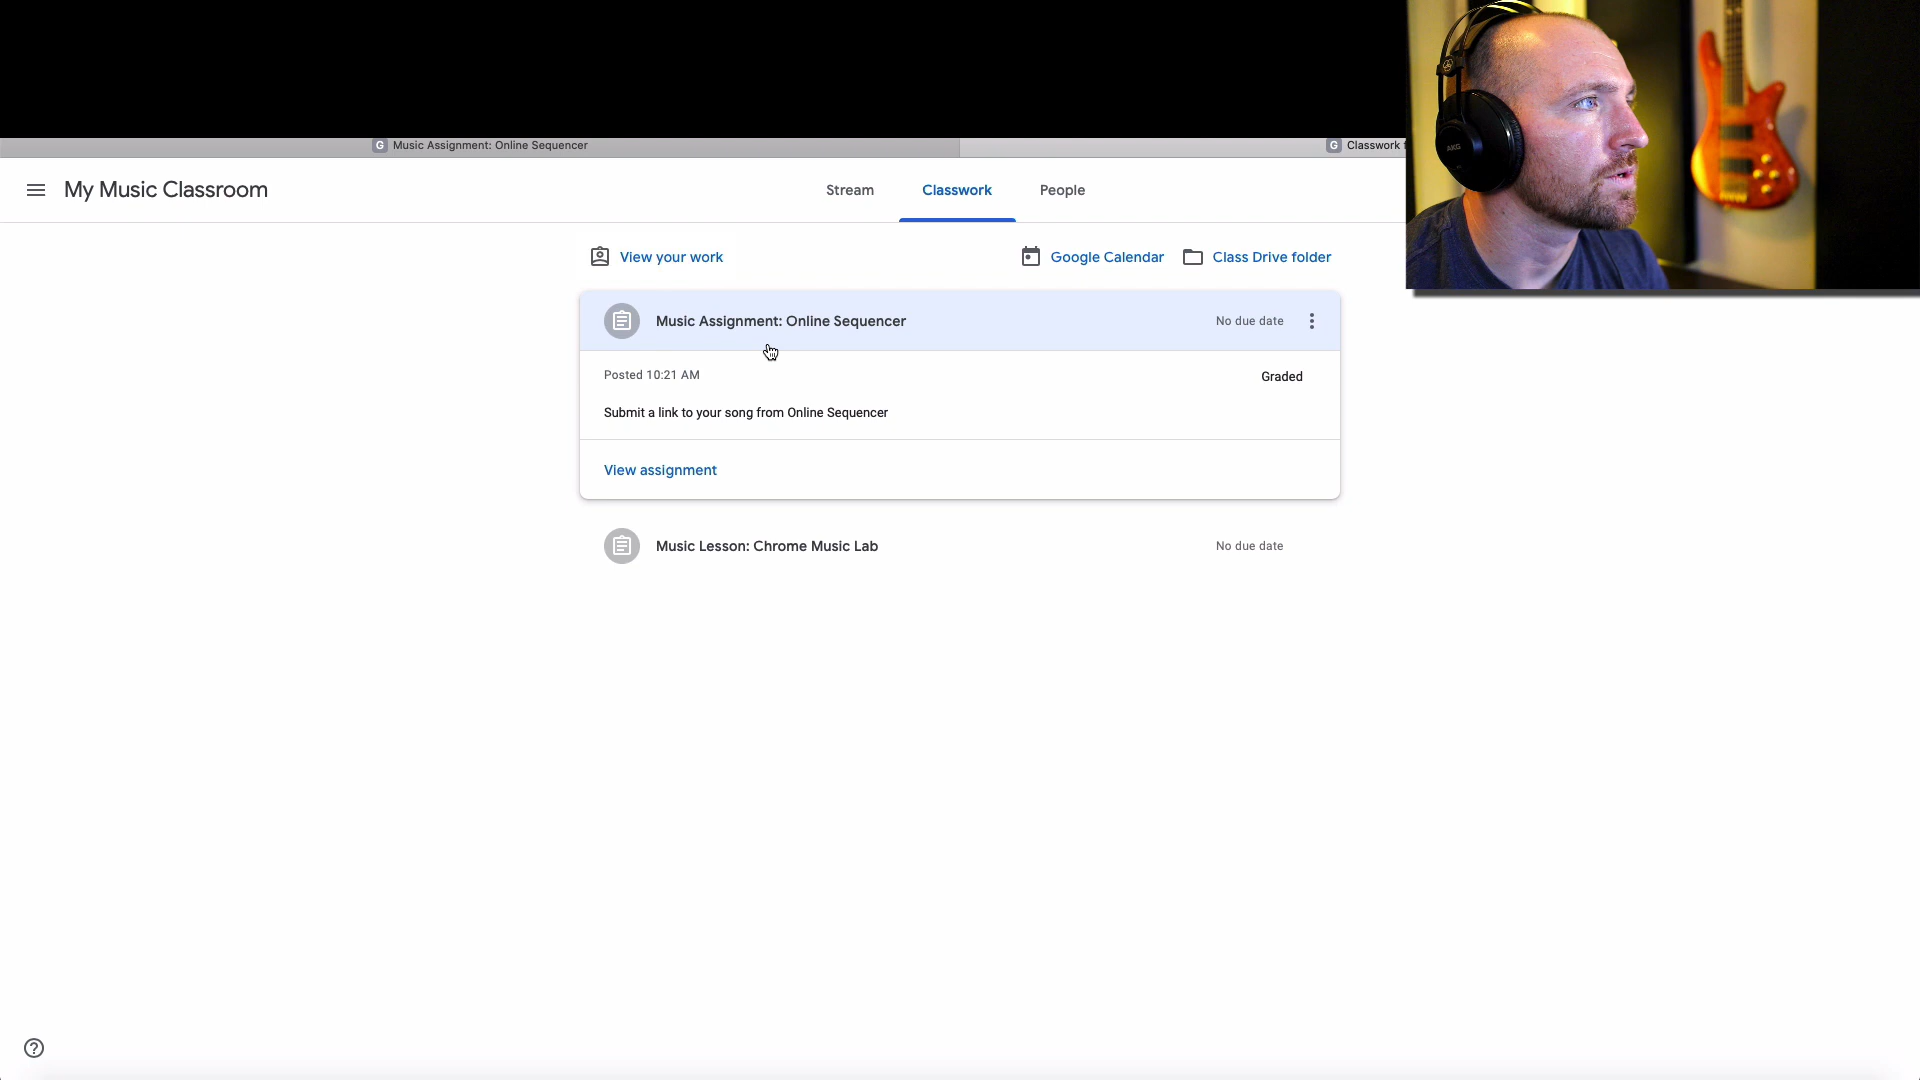 G Music Assignment: Online Sequencer
G Classwork
My Music Classroom
Stream
Classwork
People
View your work
Google Calendar
Class Drive folder
Music Assignment: Online Sequencer
No due date
Posted 10:21 AM
Graded
Submit a link to your song from Online Sequencer
View assignment
Music Lesson: Chrome Music Lab
No due date
AKG